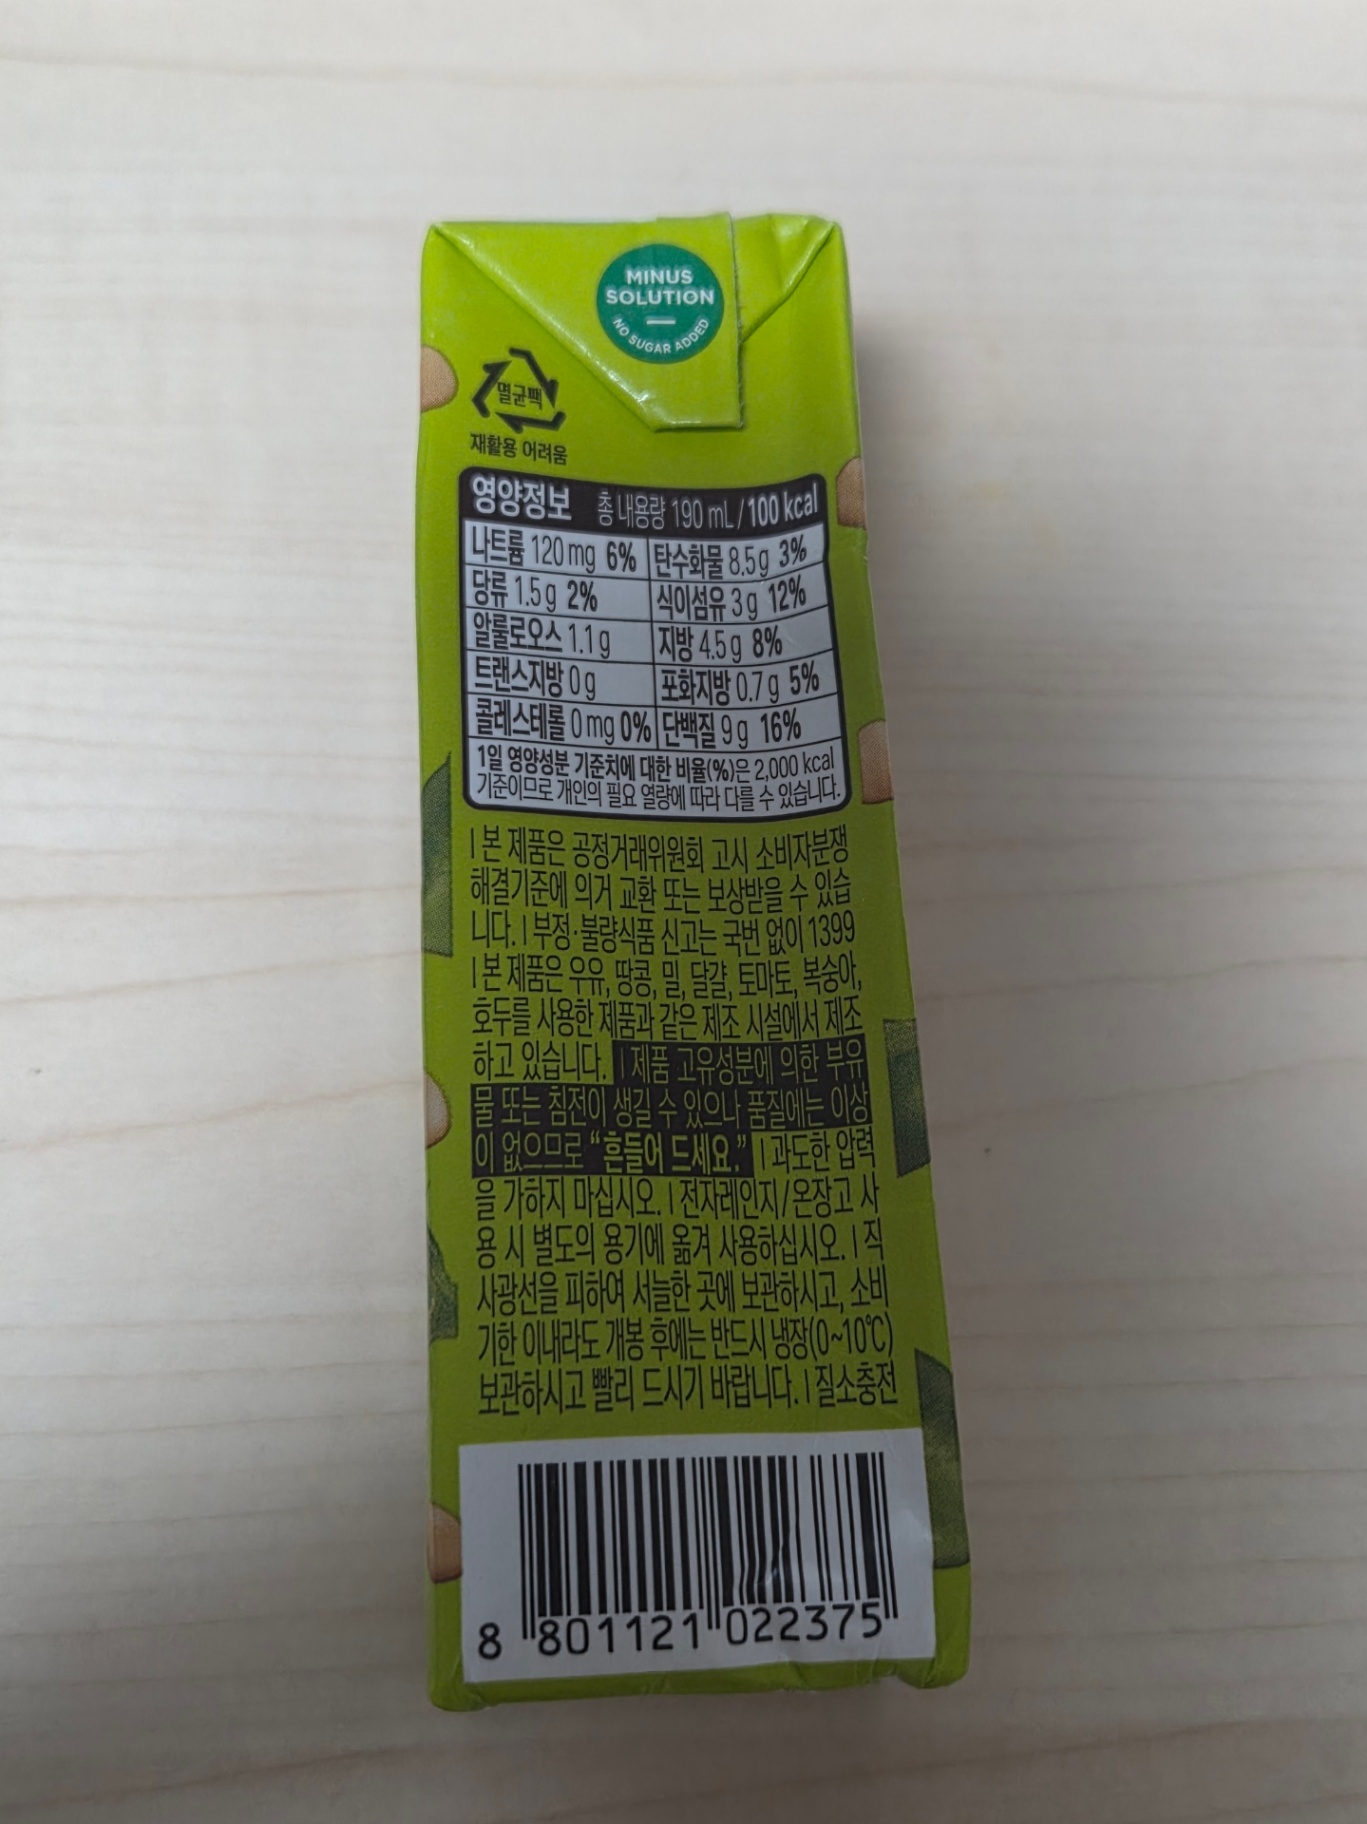 MINUS
SOLUTION
NO SUGAR ADDED
멸균팩
재활용 어려움
영양정보 총 내용량 190 mL/100 kcal
나트륨 120mg 6% 탄수화물 8.5g 3%
당류 1.5g 2% 식이섬유 3g 12%
알룰로오스 1.1g 지방 4.5g 8%
트랜스지방 0g 포화지방 0.7g 5%
콜레스테롤 0mg 0% 단백질 9g 16%
1일 영양성분 기준치에 대한 비율(%)은 2,000 kcal
기준이므로 개인의 필요 열량에 따라 다를 수 있습니다.
| 본 제품은 공정거래위원회 고시 소비자분쟁
해결기준에 의거 교환 또는 보상받을 수 있습
니다. | 부정·불량식품 신고는 국번 없이 1399
| 본 제품은 우유, 땅콩, 밀, 달걀, 토마토, 복숭아,
호두를 사용한 제품과 같은 제조 시설에서 제조
하고 있습니다. | 제품 고유성분에 의한 부유
물 또는 침전이 생길 수 있으나 품질에는 이상
이 없으므로 “흔들어 드세요.” | 과도한 압력
을 가하지 마십시오. | 전자레인지/온장고 사
용 시 별도의 용기에 옮겨 사용하십시오. | 직
사광선을 피하여 서늘한 곳에 보관하시고, 소비
기한 이내라도 개봉 후에는 반드시 냉장(0~10℃)
보관하시고 빨리 드시기 바랍니다. | 질소충전
8 801121 022375